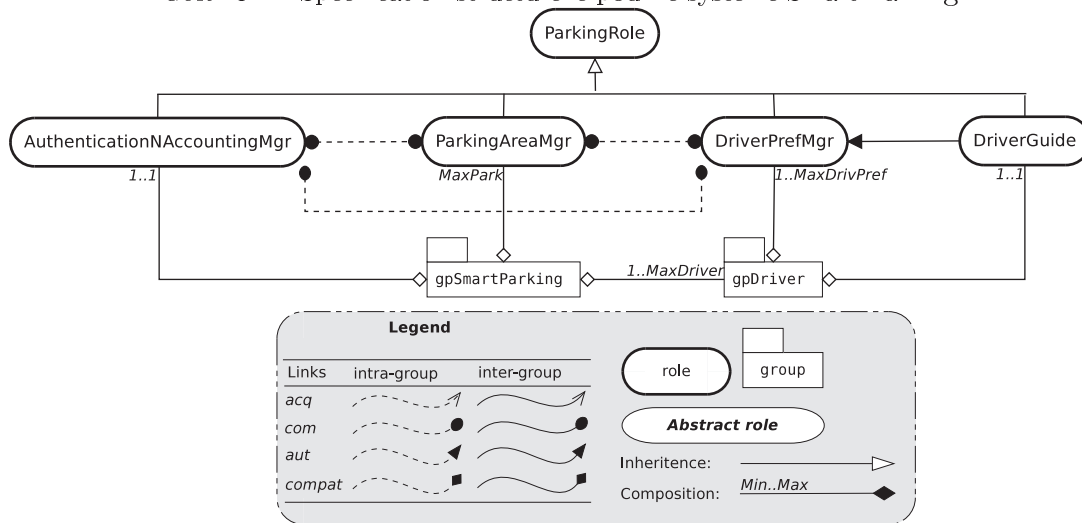 ParkingRole
AuthenticationNAccountingMgr
ParkingAreaMgr
DriverPrefMgr
DriverGuide
1..1
MaxPark
1..MaxDrivPref
1..1
gpSmartParking
1..MaxDriver
gpDriver
Legend
Links intra-group inter-group
acq
com
aut
compat
role
group
Abstract role
Inheritence:
Composition:
Min..Max